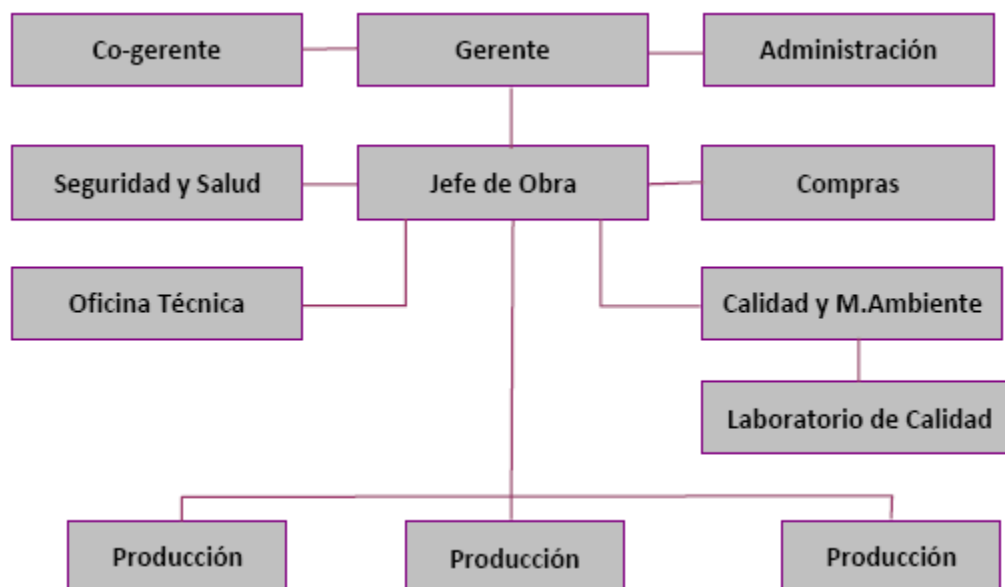 Co-gerente
Gerente
Administración
Seguridad y Salud
Jefe de Obra
Compras
Oficina Técnica
Calidad y M.Ambiente
Laboratorio de Calidad
Producción
Producción
Producción